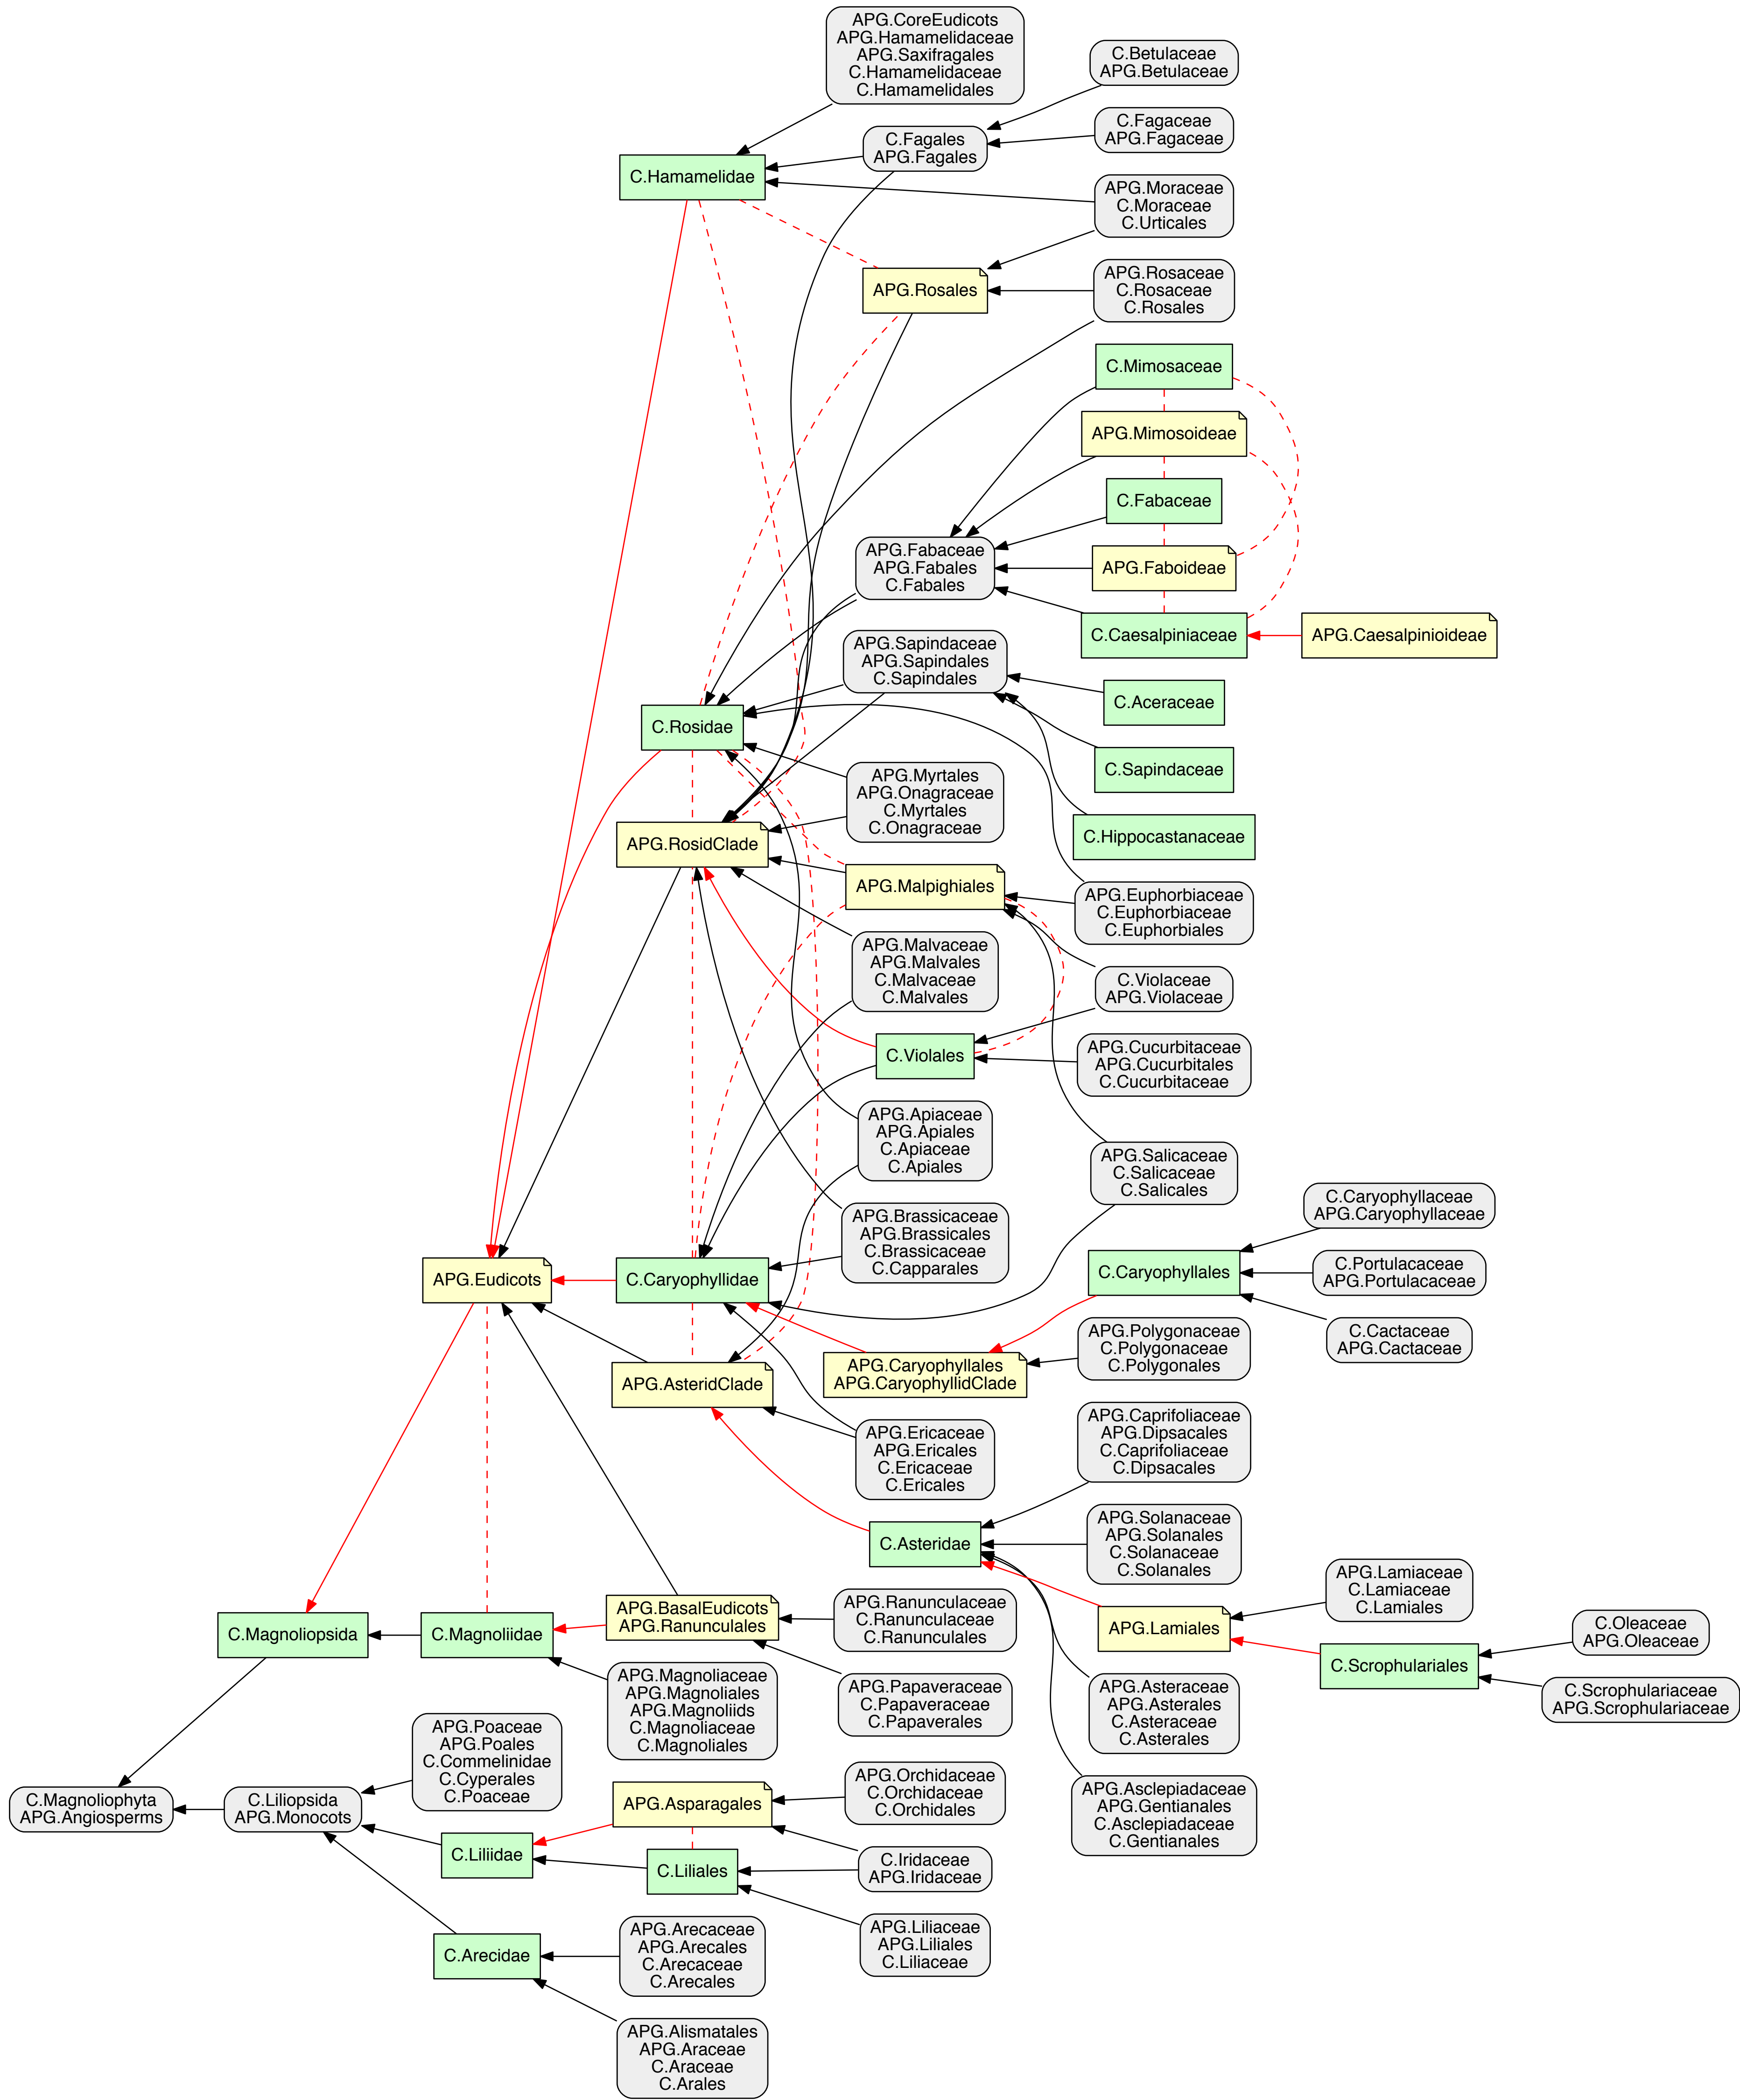 APG.CoreEudicots
APG.Hamamelidaceae
APG.Saxifragales
C.Hamamelidaceae
C.Hamamelidales
C.Betulaceae
APG.Betulaceae
C.Fagaceae
APG.Fagaceae
C.Fagales
APG.Fagales
C.Hamamelidae
APG.Moraceae
C.Moraceae
C.Urticales
APG.Rosales
APG.Rosaceae
C.Rosaceae
C.Rosales
C.Mimosaceae
APG.Mimosoideae
C.Fabaceae
APG.Fabaceae
APG.Fabales
C.Fabales
APG.Faboideae
C.Caesalpiniaceae
APG.Caesalpinioideae
APG.Sapindaceae
APG.Sapindales
C.Sapindales
C.Aceraceae
C.Rosidae
C.Sapindaceae
APG.Myrtales
APG.Onagraceae
C.Myrtales
C.Onagraceae
C.Hippocastanaceae
APG.RosidClade
APG.Malpighiales
APG.Euphorbiaceae
C.Euphorbiaceae
C.Euphorbiales
APG.Malvaceae
APG.Malvales
C.Malvaceae
C.Malvales
C.Violaceae
APG.Violaceae
C.Violales
APG.Cucurbitaceae
APG.Cucurbitales
C.Cucurbitaceae
APG.Apiaceae
APG.Apiales
C.Apiaceae
C.Apiales
APG.Salicaceae
C.Salicaceae
C.Salicales
C.Caryophyllaceae
APG.Caryophyllaceae
APG.Brassicaceae
APG.Brassicales
C.Brassicaceae
C.Capparales
APG.Eudicots
C.Caryophyllidae
C.Caryophyllales
C.Portulacaceae
APG.Portulacaceae
C.Cactaceae
APG.Cactaceae
APG.Polygonaceae
C.Polygonaceae
C.Polygonales
APG.Caryophyllales
APG.CaryophyllidClade
APG.AsteridClade
APG.Caprifoliaceae
APG.Dipsacales
C.Caprifoliaceae
C.Dipsacales
APG.Ericaceae
APG.Ericales
C.Ericaceae
C.Ericales
APG.Solanaceae
APG.Solanales
C.Solanaceae
C.Solanales
C.Asteridae
APG.Lamiaceae
C.Lamiaceae
C.Lamiales
APG.BasalEudicots
APG.Ranunculales
APG.Ranunculaceae
C.Ranunculaceae
C.Ranunculales
APG.Lamiales
C.Oleaceae
APG.Oleaceae
C.Magnoliopsida
C.Magnoliidae
C.Scrophulariales
APG.Magnoliaceae
APG.Magnoliales
APG.Magnoliids
C.Magnoliaceae
C.Magnoliales
APG.Papaveraceae
C.Papaveraceae
C.Papaverales
APG.Asteraceae
APG.Asterales
C.Asteraceae
C.Asterales
C.Scrophulariaceae
APG.Scrophulariaceae
APG.Poaceae
APG.Poales
C.Commelinidae
C.Cyperales
C.Poaceae
C.Magnoliophyta
APG.Angiosperms
C.Liliopsida
APG.Monocots
APG.Asparagales
APG.Orchidaceae
C.Orchidaceae
C.Orchidales
APG.Asclepiadaceae
APG.Gentianales
C.Asclepiadaceae
C.Gentianales
C.Liliidae
C.Liliales
C.Iridaceae
APG.Iridaceae
APG.Liliaceae
APG.Liliales
C.Liliaceae
C.Arecidae
APG.Arecaceae
APG.Arecales
C.Arecaceae
C.Arecales
APG.Alismatales
APG.Araceae
C.Araceae
C.Arales